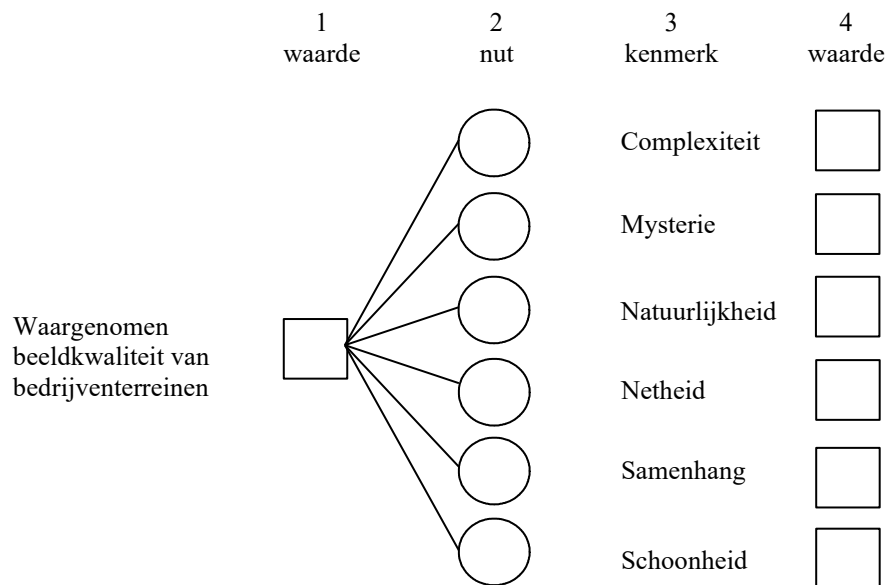 1 2 3 4
waarde nut kenmerk waarde
Complexiteit
Mysterie
Natuurlijkheid
Waargenomen
beeldkwaliteit van
bedrijventerreinen
Netheid
Samenhang
Schoonheid